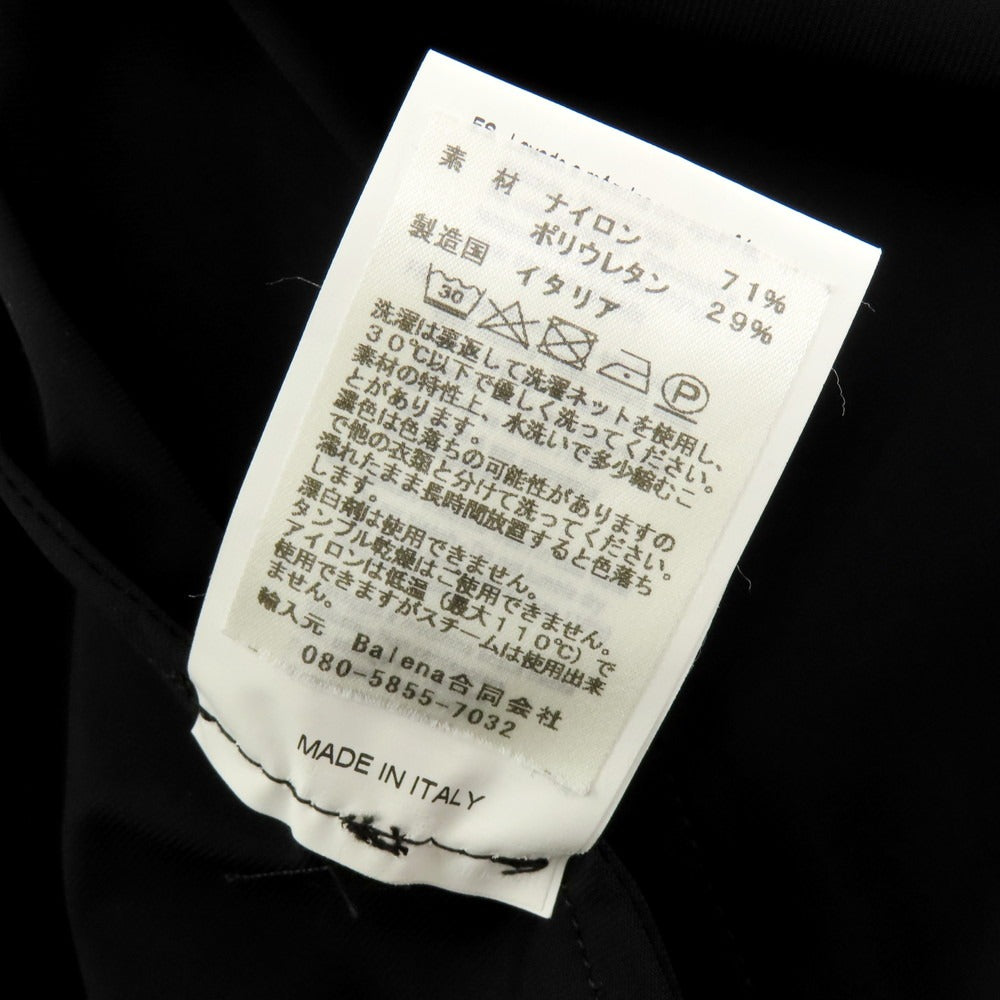 素 材 ナイロン 71%
ポリウレタン 29%
製造国 イタリア
30 P
洗濯は裏返して洗濯ネットを使用し、
30℃以下で優しく洗ってください。
素材の特性上、水洗いで多少縮むこ
とがあります。
濃色は色落ちの可能性がありますの
で他の衣類と分けて洗ってください。
濡れたまま長時間放置すると色落ち
します。
漂白剤は使用できません。
タンブル乾燥はご使用できません。
アイロンは低温(最大110℃)で
使用できますがスチームは使用出来
ません。
輸入元 Balena合同会社
080-5855-7032
MADE IN ITALY